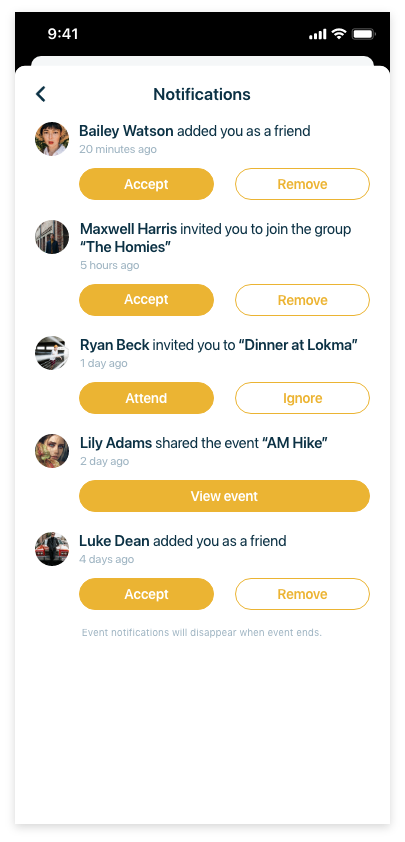 9:41
Notifications
Bailey Watson added you as a friend
20 minutes ago
Accept
Remove
Maxwell Harris invited you to join the group
“The Homies”
5 hours ago
Accept
Remove
Ryan Beck invited you to “Dinner at Lokma”
1 day ago
Attend
Ignore
Lily Adams shared the event “AM Hike”
2 day ago
View event
Luke Dean added you as a friend
4 days ago
Accept
Remove
Event notifications will disappear when event ends.